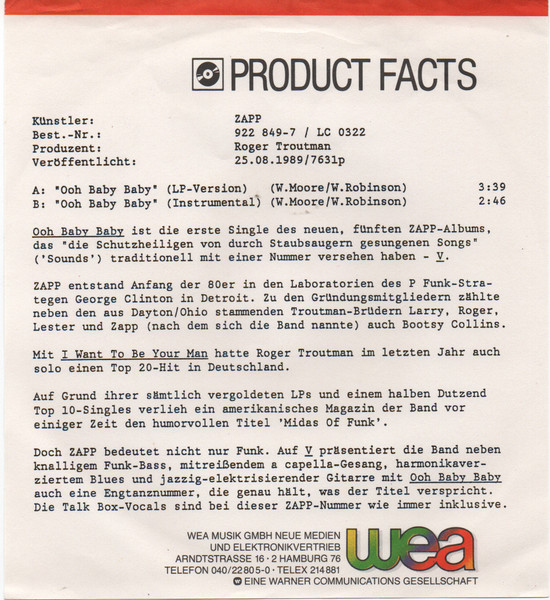 PRODUCT FACTS
Künstler: ZAPP
Best.-Nr.: 922 849-7 / LC 0322
Produzent: Roger Troutman
Veröffentlicht: 25.08.1989/7631p
A: "Ooh Baby Baby" (LP-Version) (W.Moore/W.Robinson) 3:39
B: "Ooh Baby Baby" (Instrumental) (W.Moore/W.Robinson) 2:46
Ooh Baby Baby ist die erste Single des neuen, fünften ZAPP-Albums,
das "die Schutzheiligen von durch Staubsaugern gesungenen Songs"
('Sounds') traditionell mit einer Nummer versehen haben - V.
ZAPP entstand Anfang der 80er in den Laboratorien des P Funk-Stra-
tegen George Clinton in Detroit. Zu den Gründungsmitgliedern zählte
neben den aus Dayton/Ohio stammenden Troutman-Brüdern Larry, Roger,
Lester und Zapp (nach dem sich die Band nannte) auch Bootsy Collins.
Mit I Want To Be Your Man hatte Roger Troutman im letzten Jahr auch
solo einen Top 20-Hit in Deutschland.
Auf Grund ihrer sämtlich vergoldeten LPs und einem halben Dutzend
Top 10-Singles verlieh ein amerikanisches Magazin der Band vor
einiger Zeit den humorvollen Titel 'Midas Of Funk'.
Doch ZAPP bedeutet nicht nur Funk. Auf V präsentiert die Band neben
knalligem Funk-Bass, mitreißendem a capella-Gesang, harmonikaver-
ziertem Blues und jazzig-elektrisierender Gitarre mit Ooh Baby Baby
auch eine Engtanznummer, die genau hält, was der Titel verspricht.
Die Talk Box-Vocals sind bei dieser ZAPP-Nummer wie immer inklusive.
WEA MUSIK GMBH NEUE MEDIEN
UND ELEKTRONIKVERTRIEB
ARNDTSTRASSE 16 · 2 HAMBURG 76
TELEFON 040/22805-0 · TELEX 214881
wea
EINE WARNER COMMUNICATIONS GESELLSCHAFT